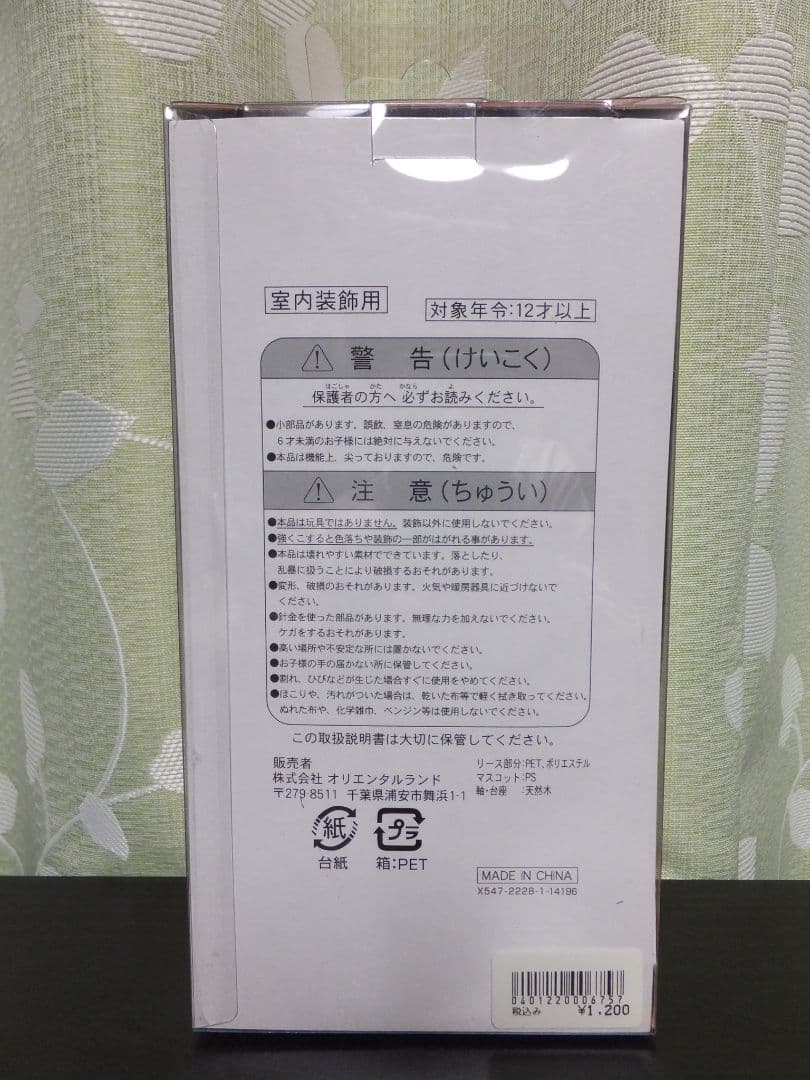 室内装飾用
対象年令:12才以上
警 告(けいこく)
保護者の方へ 必ずお読みください。
●小部品があります。誤飲、窒息の危険がありますので、
6才未満のお子様には絶対に与えないでください。
●本品は機能上、尖っておりますので、危険です。
注 意(ちゅうい)
●本品は玩具ではありません。装飾以外に使用しないでください。
●強くこすると色落ちや装飾の一部がはがれる事があります。
●本品は壊れやすい素材でできています。落としたり、
乱暴に扱うことにより破損するおそれがあります。
●変形、破損のおそれがあります。火気や暖房器具に近づけないで
ください。
●針金を使った部品があります。無理な力を加えないでください。
ケガをするおそれがあります。
●高い場所や不安定な所には置かないでください。
●お子様の手の届かない所に保管してください。
●割れ、ひびなどが生じた場合すぐに使用をやめてください。
●ほこりや、汚れがついた場合は、乾いた布等で軽く拭き取ってください。
ぬれた布や、化学雑巾、ベンジン等は使用しないでください。
この取扱説明書は大切に保管してください。
販売者
株式会社 オリエンタルランド
〒279-8511 千葉県浦安市舞浜1-1
リース部分:PET、ポリエステル
マスコット:PS
軸・台座 :天然木
紙
台紙
プラ
箱:PET
MADE IN CHINA
X547-2228-1-14196
0401220006757
税込み ¥1,200